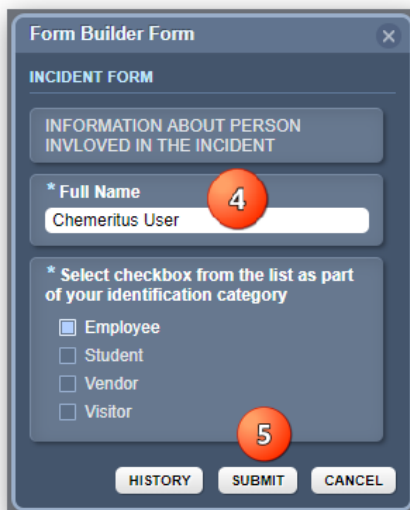 Form Builder Form
INCIDENT FORM
INFORMATION ABOUT PERSON
INVLOVED IN THE INCIDENT
* Full Name
4
Chemeritus User
* Select checkbox from the list as part
of your identification category
Employee
Student
Vendor
Visitor
5
HISTORY SUBMIT CANCEL